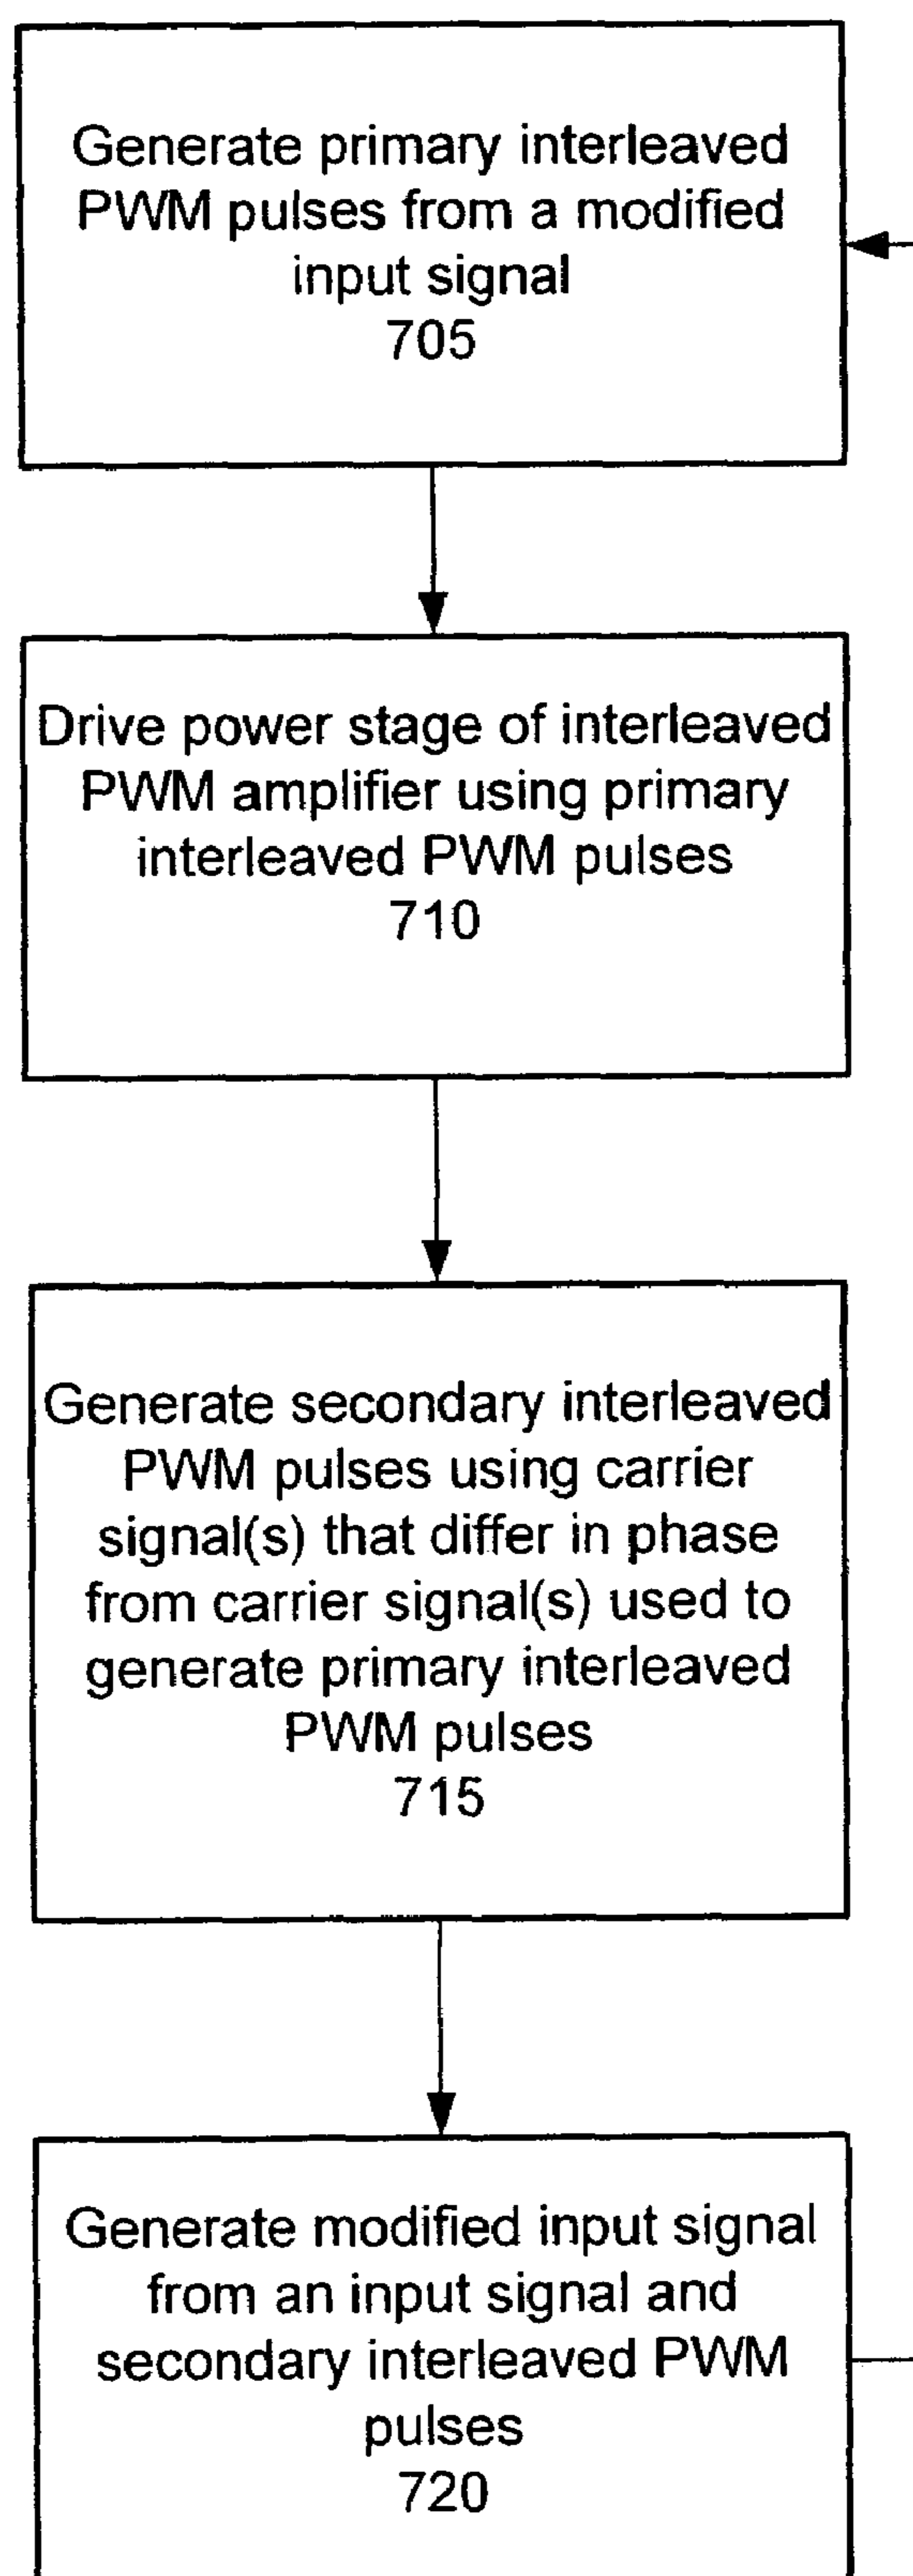 Generate primary interleaved
PWM pulses from a modified
input signal
705
Drive power stage of interleaved
PWM amplifier using primary
interleaved PWM pulses
710
Generate secondary interleaved
PWM pulses using carrier
signal(s) that differ in phase
from carrier signal(s) used to
generate primary interleaved
PWM pulses
715
Generate modified input signal
from an input signal and
secondary interleaved PWM
pulses
720